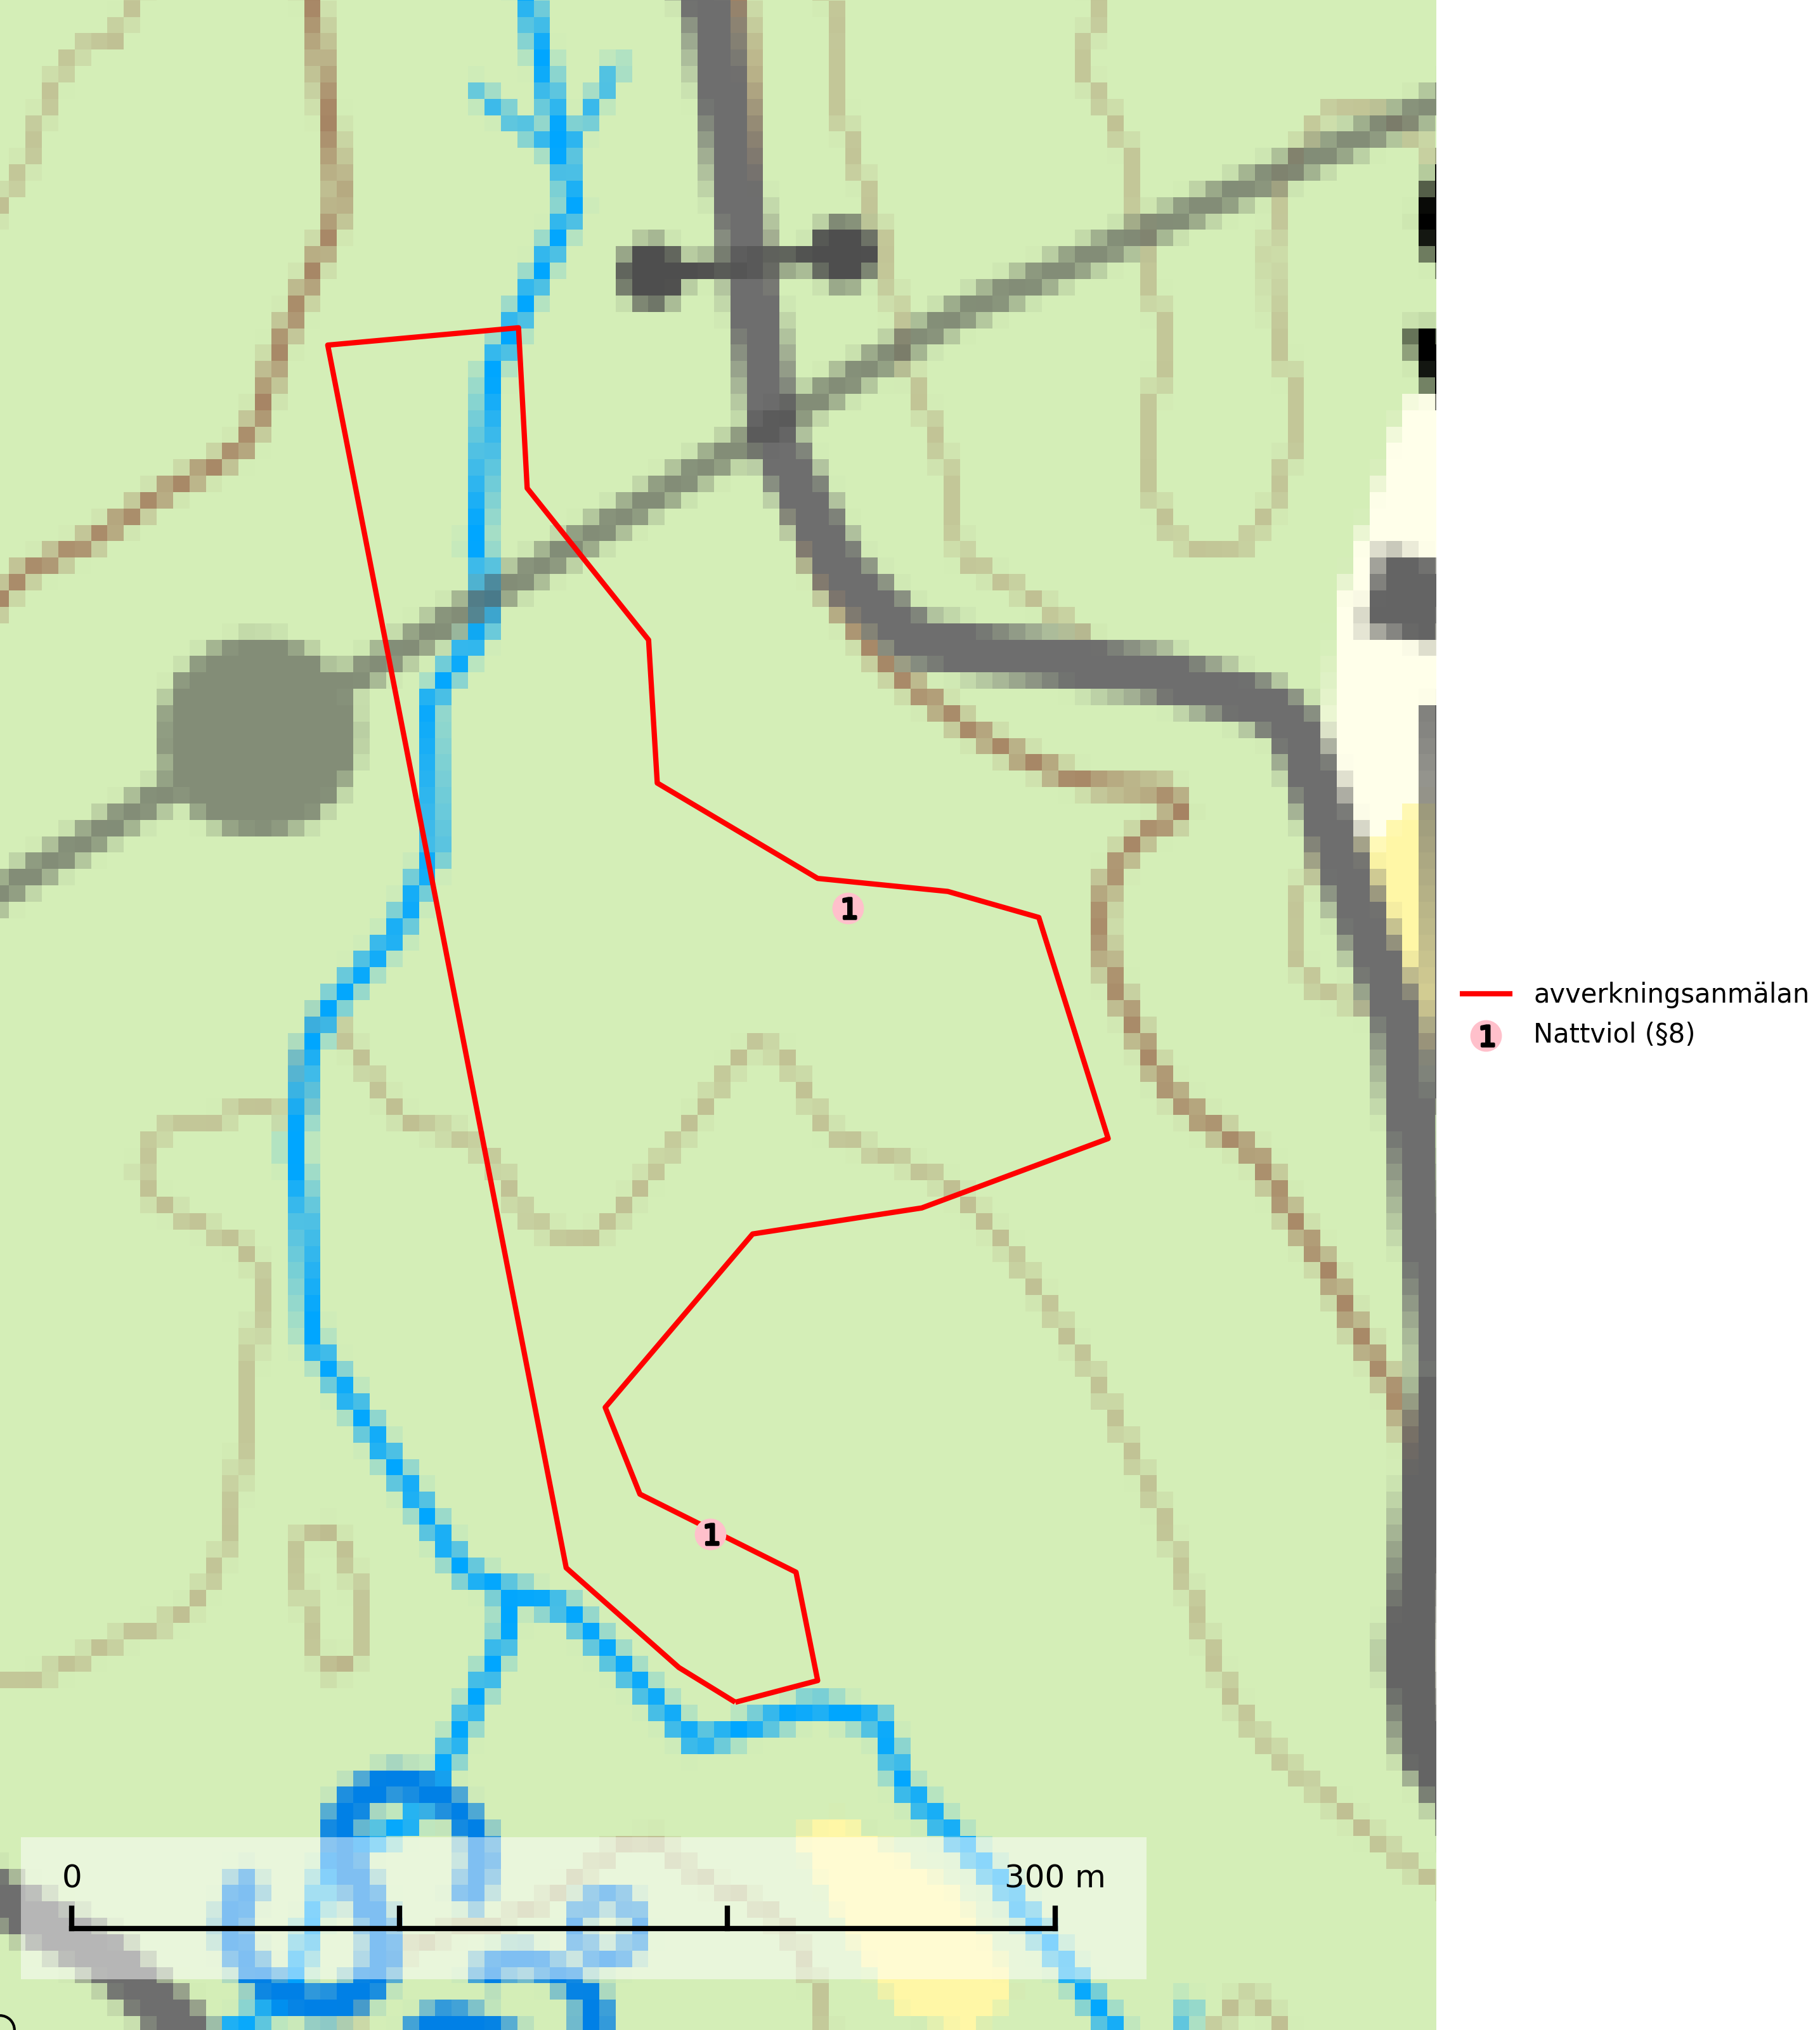 1
avverkningsanmälan
1 Nattviol (§8)
1
0 300 m